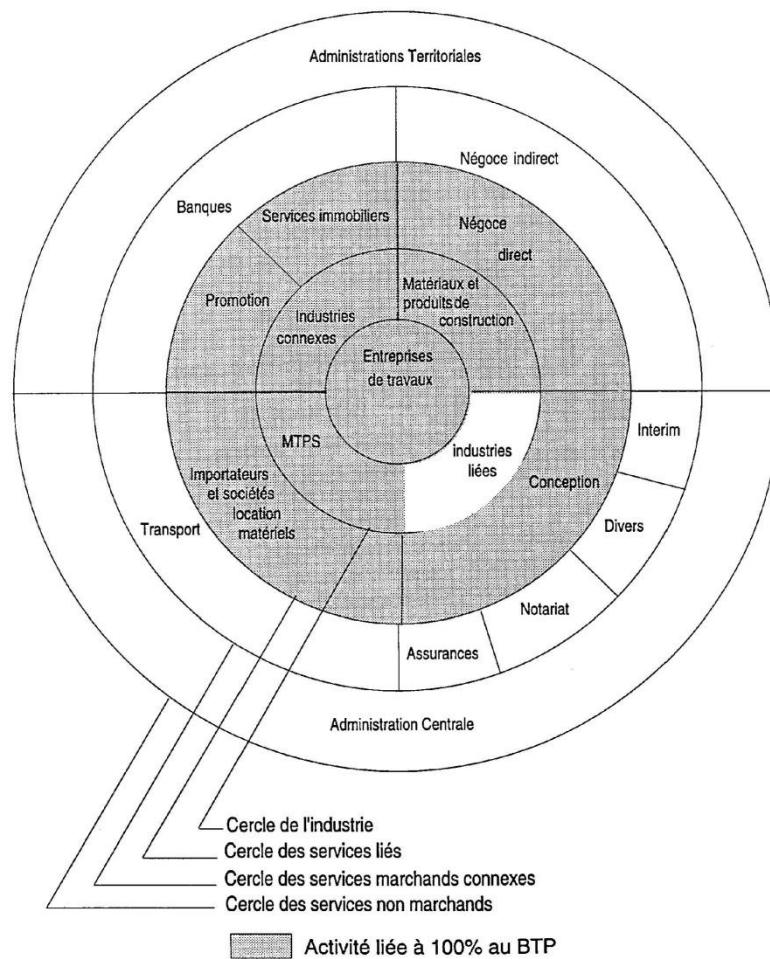 Administrations Territoriales
Négoce indirect
Banques
Services immobiliers
Négoce
direct
Promotion
Industries
connexes
Matériaux et
produits de
construction
Entreprises
de travaux
MTPS
industries
liées
Interim
Importateurs
et sociétés
location
matériels
Conception
Transport
Divers
Notariat
Assurances
Administration Centrale
Cercle de l'industrie
Cercle des services liés
Cercle des services marchands connexes
Cercle des services non marchands
Activité liée à 100% au BTP